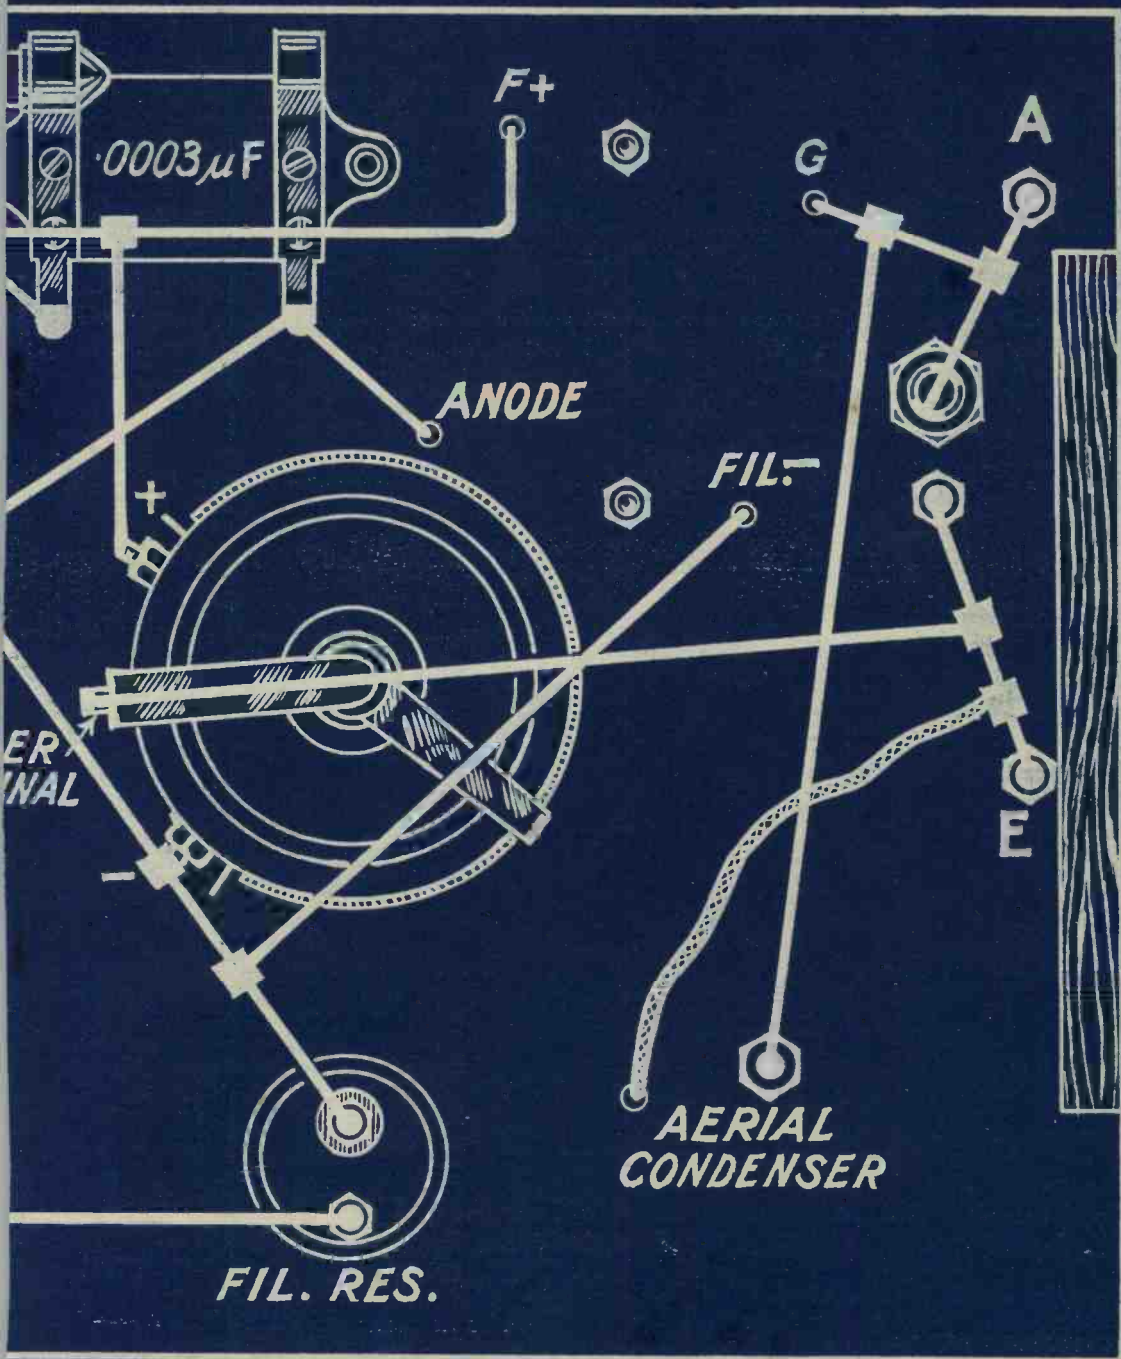 F+
A
G
.0003µF
ANODE
FIL.–
+
E
–
AERIAL
CONDENSER
FIL. RES.